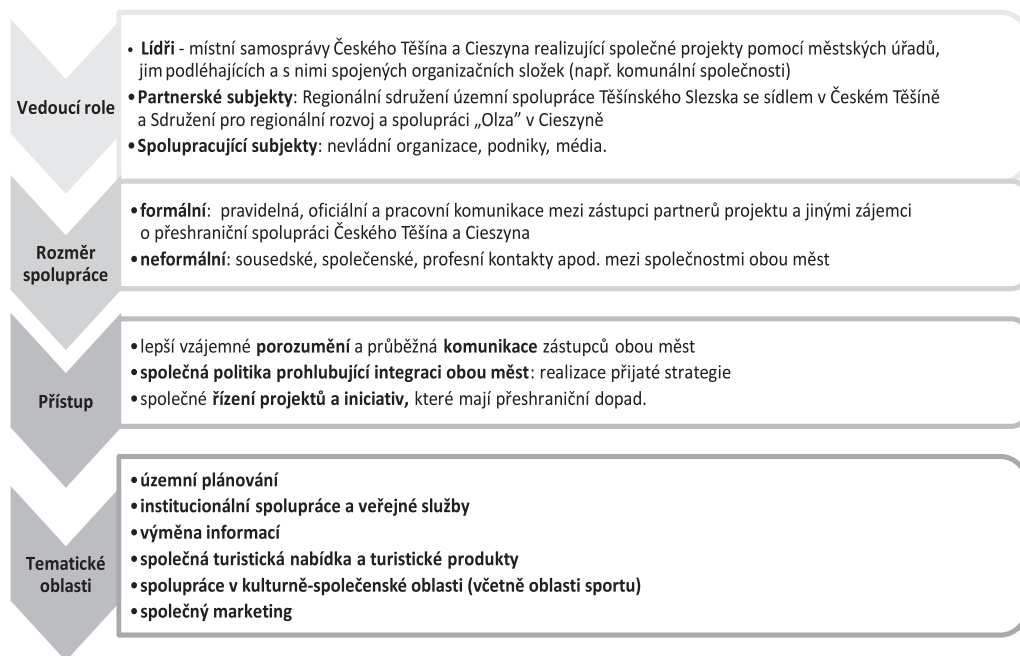 Vedoucí role
• Lídři - místní samosprávy Českého Těšína a Cieszyna realizující společné projekty pomocí městských úřadů,
jim podléhajících a s nimi spojených organizačních složek (např. komunální společnosti)
• Partnerské subjekty: Regionální sdružení územní spolupráce Těšínského Slezska se sídlem v Českém Těšíně
a Sdružení pro regionální rozvoj a spolupráci „Olza” v Cieszyně
• Spolupracující subjekty: nevládní organizace, podniky, média.
Rozměr
spolupráce
• formální: pravidelná, oficiální a pracovní komunikace mezi zástupci partnerů projektu a jinými zájemci
o přeshraniční spolupráci Českého Těšína a Cieszyna
• neformální: sousedské, společenské, profesní kontakty apod. mezi společnostmi obou měst
Přístup
• lepší vzájemné porozumění a průběžná komunikace zástupců obou měst
• společná politika prohlubující integraci obou měst: realizace přijaté strategie
• společné řízení projektů a iniciativ, které mají přeshraniční dopad.
Tematické
oblasti
• územní plánování
• institucionální spolupráce a veřejné služby
• výměna informací
• společná turistická nabídka a turistické produkty
• spolupráce v kulturně-společenské oblasti (včetně oblasti sportu)
• společný marketing